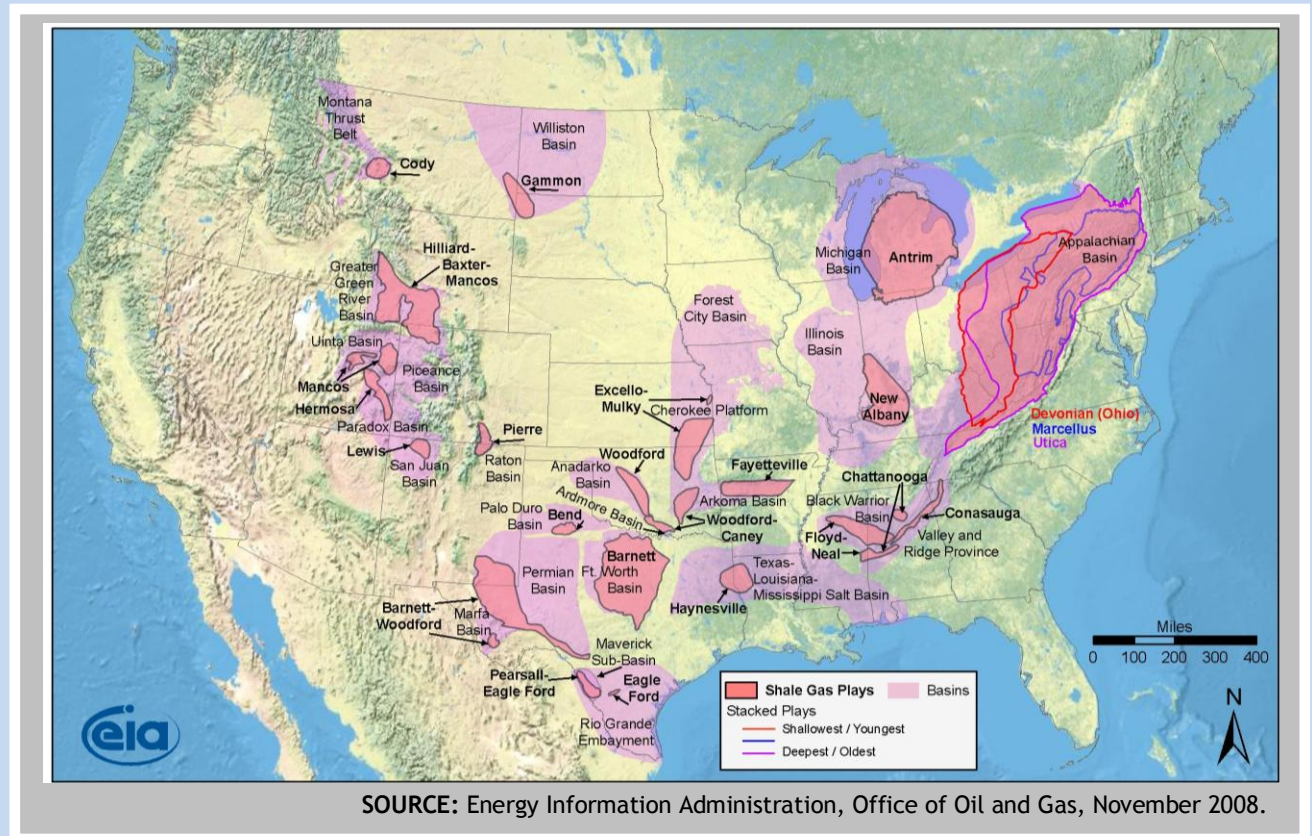 Montana
Thrust
Belt
Cody
Williston
Basin
Gammon
Hilliard-
Baxter-
Mancos
Greater
Green
River
Basin
Uinta Basin
Mancos
Piceance
Basin
Hermosa
Paradox Basin
Lewis
San Juan
Basin
Pierre
Raton
Basin
Michigan
Basin
Antrim
Appalachian
Basin
Forest
City Basin
Illinois
Basin
New
Albany
Excello-
Mulky
Cherokee Platform
Devonian (Ohio)
Marcellus
Utica
Woodford
Anadarko
Basin
Fayetteville
Arkoma Basin
Ardmore Basin
Woodford-
Caney
Palo Duro
Basin
Bend
Chattanooga
Black Warrior
Basin
Conasauga
Floyd-
Neal
Valley and
Ridge Province
Barnett
Ft. Worth
Basin
Permian
Basin
Texas-
Louisiana-
Mississippi Salt Basin
Haynesville
Barnett-
Woodford
Marfa
Basin
Maverick
Sub-Basin
Pearsall-
Eagle Ford
Eagle
Ford
Rio Grande
Embayment
Miles
0 100 200 300 400
N
Shale Gas Plays
Basins
Stacked Plays
Shallowest / Youngest
Deepest / Oldest
eia
SOURCE: Energy Information Administration, Office of Oil and Gas, November 2008.